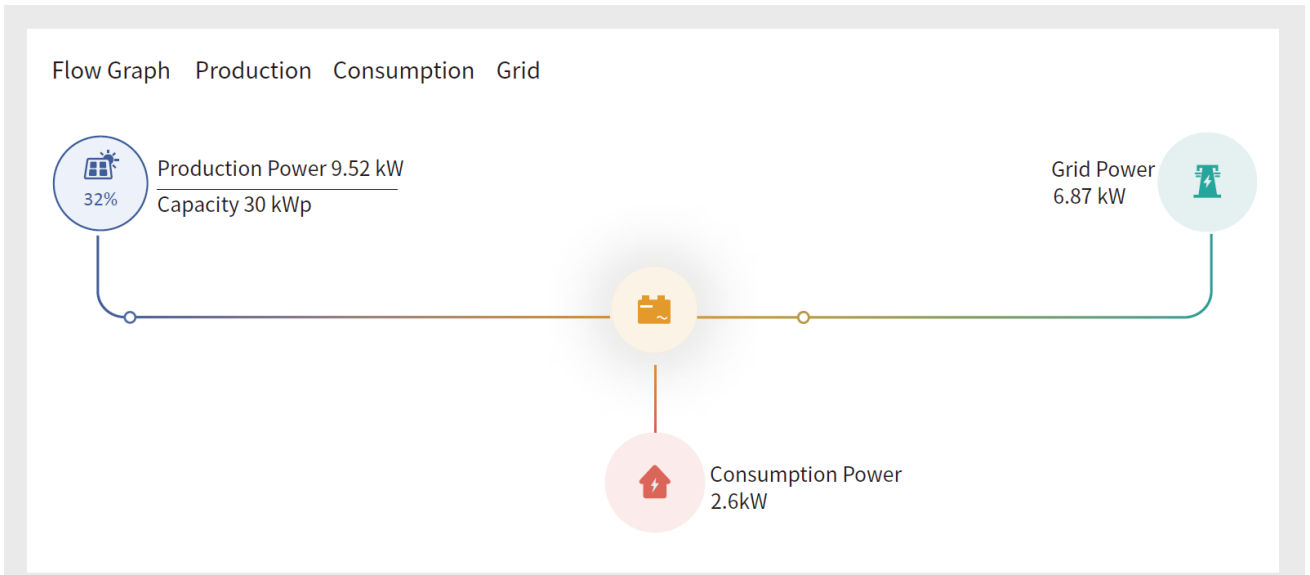 Flow Graph Production Consumption Grid
32%
Production Power 9.52 kW
Capacity 30 kWp
Grid Power
6.87 kW
Consumption Power
2.6kW